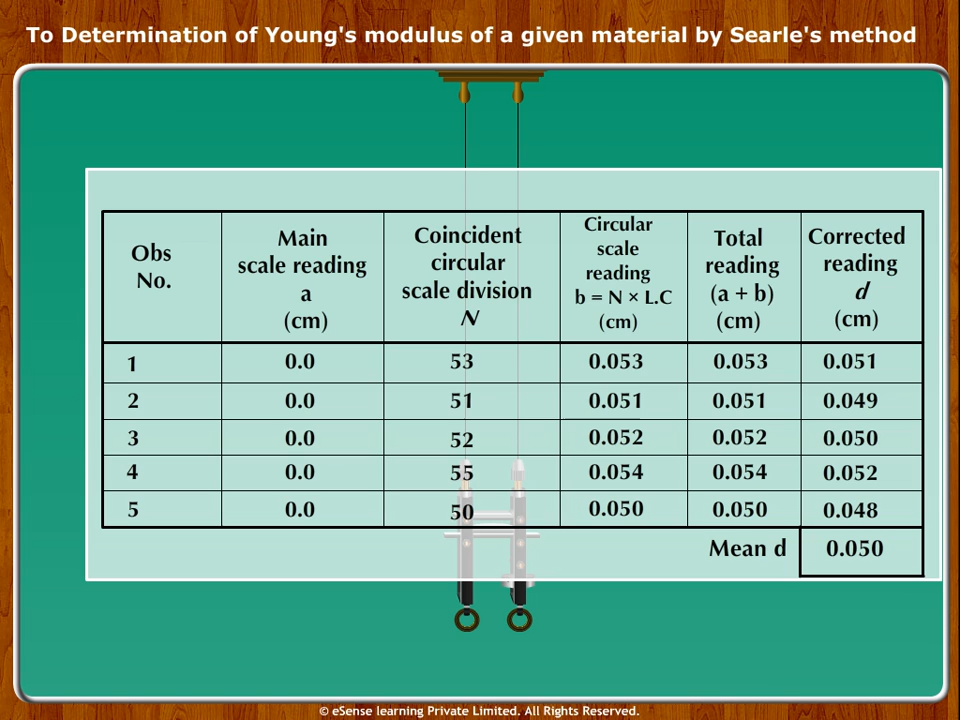 To Determination of Young's modulus of a given material by Searle's method
Obs No. | Main scale reading a (cm) | Coincident circular scale division N | Circular scale reading b = N × L.C (cm) | Total reading (a + b) (cm) | Corrected reading d (cm)
1 0.0 53 0.053 0.053 0.051
2 0.0 51 0.051 0.051 0.049
3 0.0 52 0.052 0.052 0.050
4 0.0 55 0.054 0.054 0.052
5 0.0 50 0.050 0.050 0.048
Mean d 0.050
© eSense learning Private Limited. All Rights Reserved.